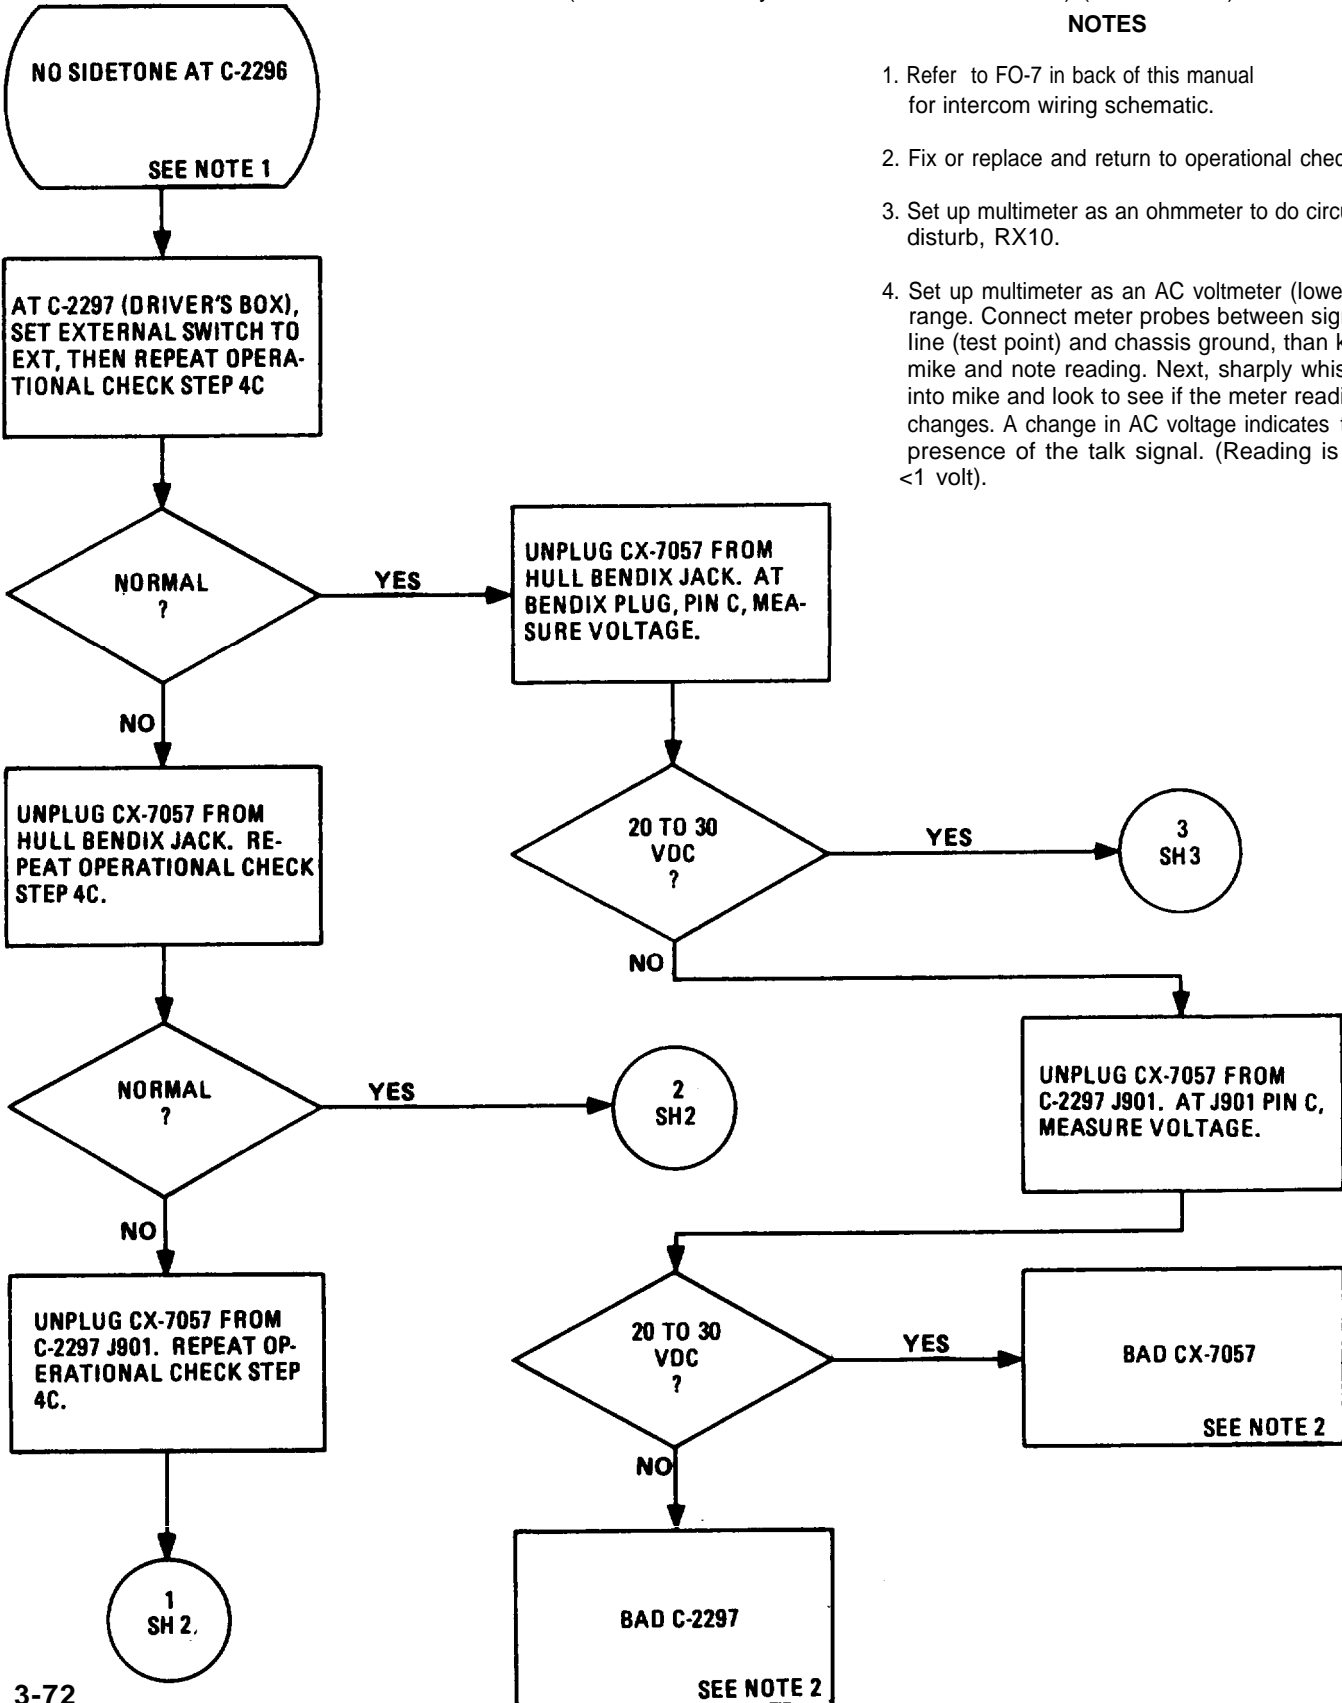 NOTES
1. Refer to FO-7 in back of this manual
for intercom wiring schematic.
2. Fix or replace and return to operational
3. Set up multimeter as an ohmmeter to do
disturb, RX10.
4. Set up multimeter as an AC voltmeter
range. Connect meter probes between
line (test point) and chassis ground, than
mike and note reading. Next, sharply
into mike and look to see if the meter
changes. A change in AC voltage indicates
presence of the talk signal. (Reading is
<1 volt).
NO SIDETONE AT C-2296
SEE NOTE 1
AT C-2297 (DRIVER'S BOX),
SET EXTERNAL SWITCH TO
EXT, THEN REPEAT OPERA-
TIONAL CHECK STEP 4C
NORMAL
?
YES
NO
UNPLUG CX-7057 FROM
HULL BENDIX JACK. AT
BENDIX PLUG, PIN C, MEA-
SURE VOLTAGE.
UNPLUG CX-7057 FROM
HULL BENDIX JACK. RE-
PEAT OPERATIONAL CHECK
STEP 4C.
20 TO 30
VDC
?
YES
3
SH 3
NO
NORMAL
?
YES
2
SH 2
NO
UNPLUG CX-7057 FROM
C-2297 J901. AT J901 PIN C,
MEASURE VOLTAGE.
UNPLUG CX-7057 FROM
C-2297 J901. REPEAT OP-
ERATIONAL CHECK STEP
4C.
20 TO 30
VDC
?
YES
BAD CX-7057
SEE NOTE 2
NO
1
SH 2
BAD C-2297
SEE NOTE 2
3-72